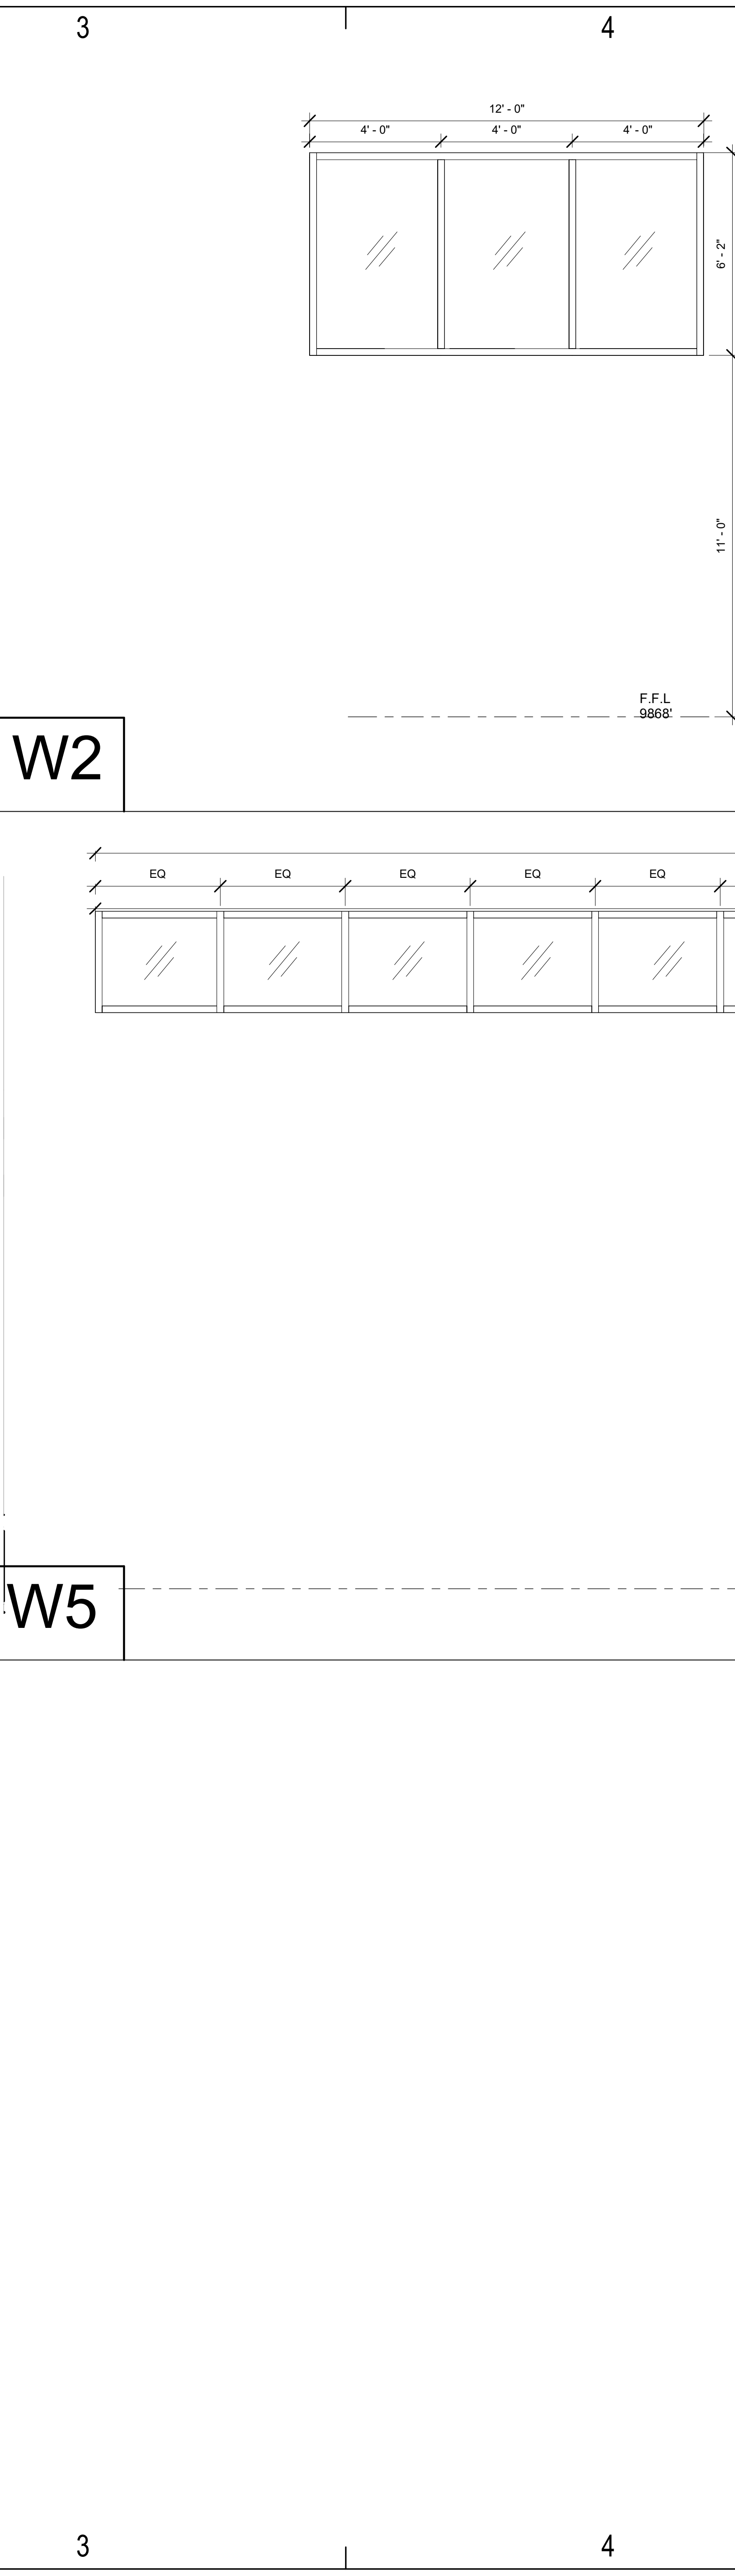 3
4
12' - 0"
4' - 0"
4' - 0"
4' - 0"
6' - 2"
11' - 0"
F.F.L
9868'
W2
EQ
EQ
EQ
EQ
EQ
W5
3
4